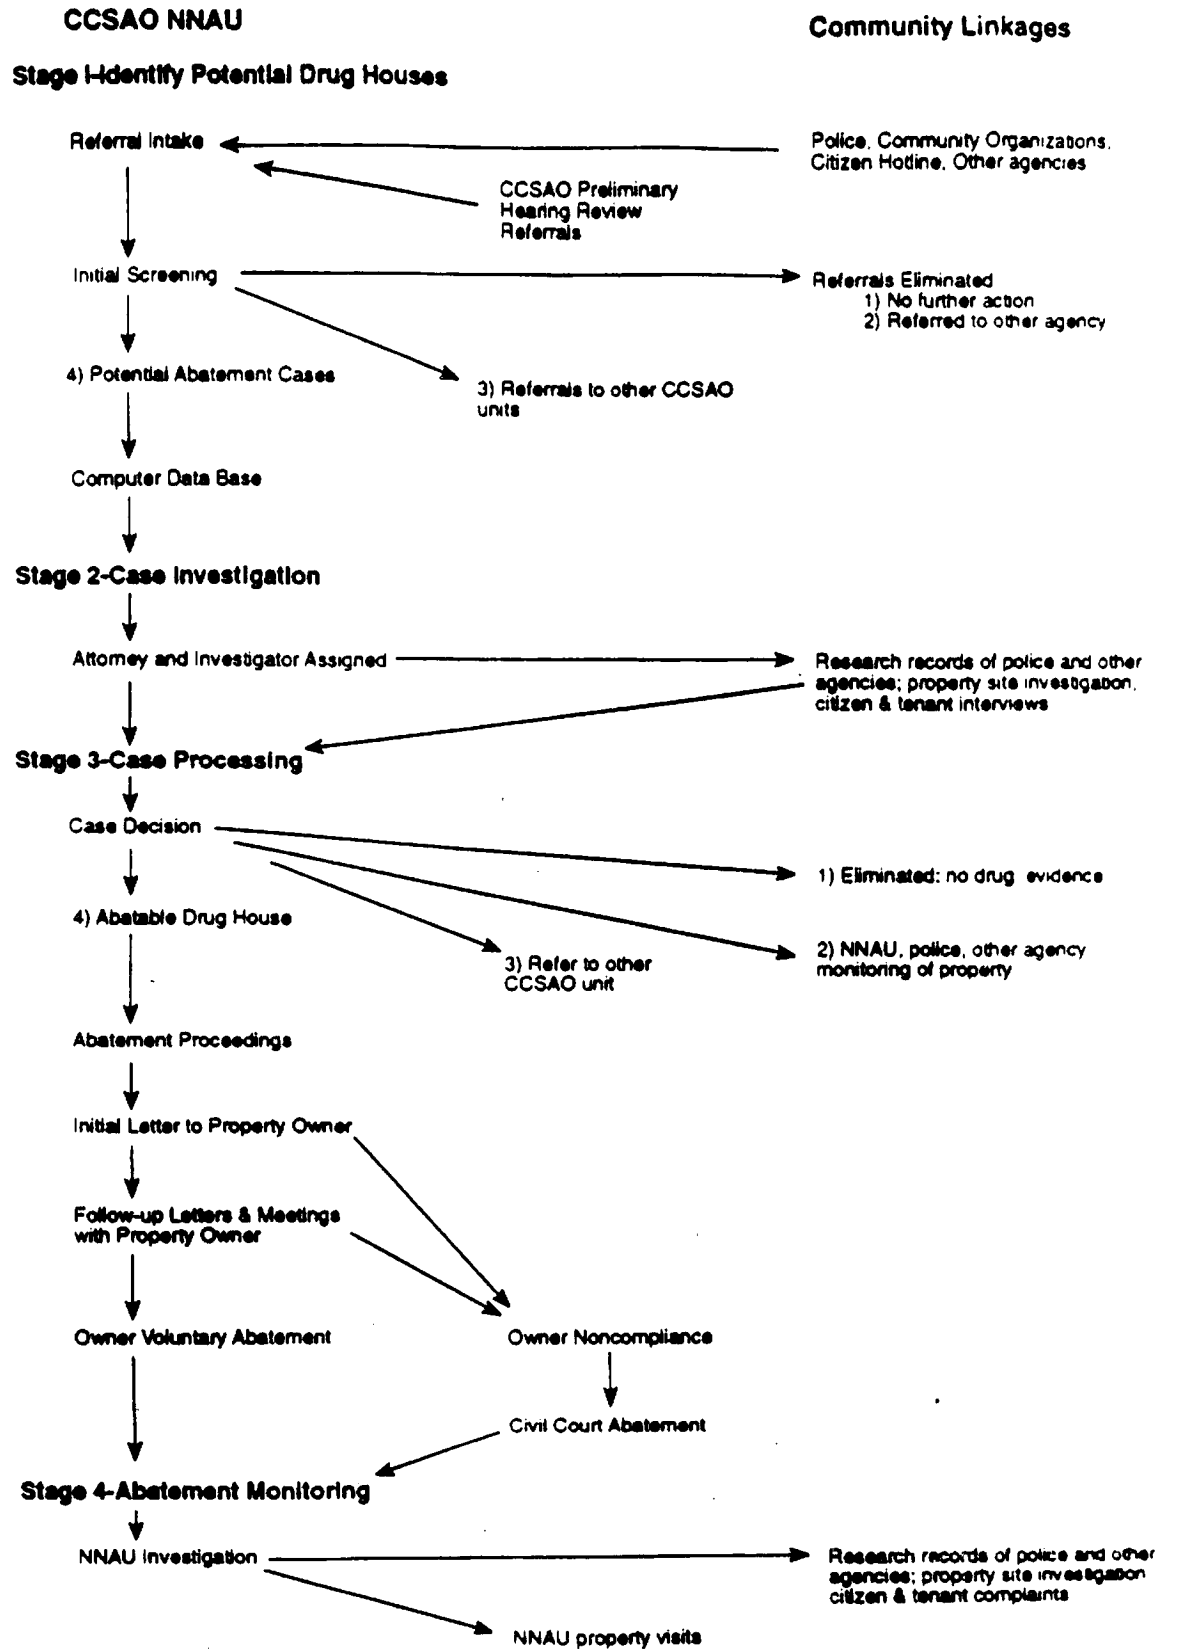 CCSAO NNAU
Community Linkages
Stage I-Identify Potential Drug Houses
Referral Intake
Police, Community Organizations,
Citizen Hotline, Other agencies
CCSAO Preliminary
Hearing Review
Referrals
Initial Screening
Referrals Eliminated
1) No further action
2) Referred to other agency
4) Potential Abatement Cases
3) Referrals to other CCSAO
units
Computer Data Base
Stage 2-Case Investigation
Attorney and Investigator Assigned
Research records of police and other
agencies; property site investigation,
citizen & tenant interviews
Stage 3-Case Processing
Case Decision
1) Eliminated: no drug evidence
4) Abatable Drug House
2) NNAU, police, other agency
monitoring of property
3) Refer to other
CCSAO unit
Abatement Proceedings
Initial Letter to Property Owner
Follow-up Letters & Meetings
with Property Owner
Owner Voluntary Abatement
Owner Noncompliance
Civil Court Abatement
Stage 4-Abatement Monitoring
NNAU Investigation
Research records of police and other
agencies; property site investigation
citizen & tenant complaints
NNAU property visits